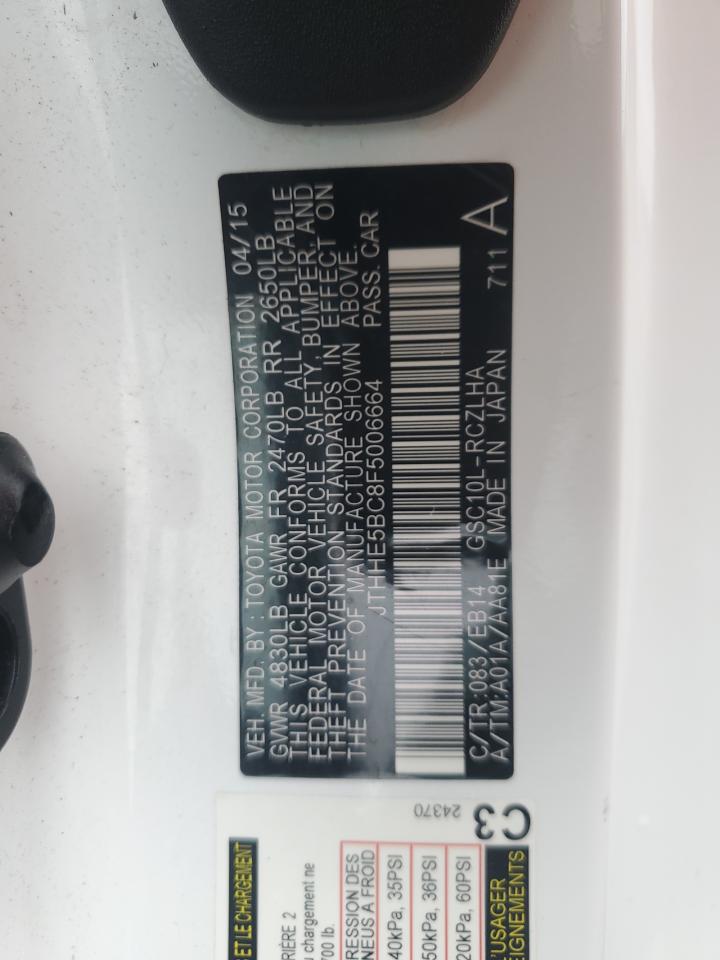 VEH. MFD. BY: TOYOTA MOTOR CORPORATION 04/15
GVWR 4830LB GAWR FR 2470LB RR 2650LB
THIS VEHICLE CONFORMS TO ALL APPLICABLE
FEDERAL MOTOR VEHICLE SAFETY, BUMPER, AND
THEFT PREVENTION STANDARDS IN EFFECT ON
THE DATE OF MANUFACTURE SHOWN ABOVE.
JTHHE5BC8F5006664 PASS. CAR
C/TR:083/EB14 GSC10L-RCZLHA
A/TM:A01A/AA81E MADE IN JAPAN 711 A
C3
24370
ET LE CHARGEMENT
RIÈRE 2
u chargement ne
700 lb.
RESSION DES
NEUS À FROID
40kPa, 35PSI
50kPa, 36PSI
20kPa, 60PSI
'USAGER
EIGNEMENTS